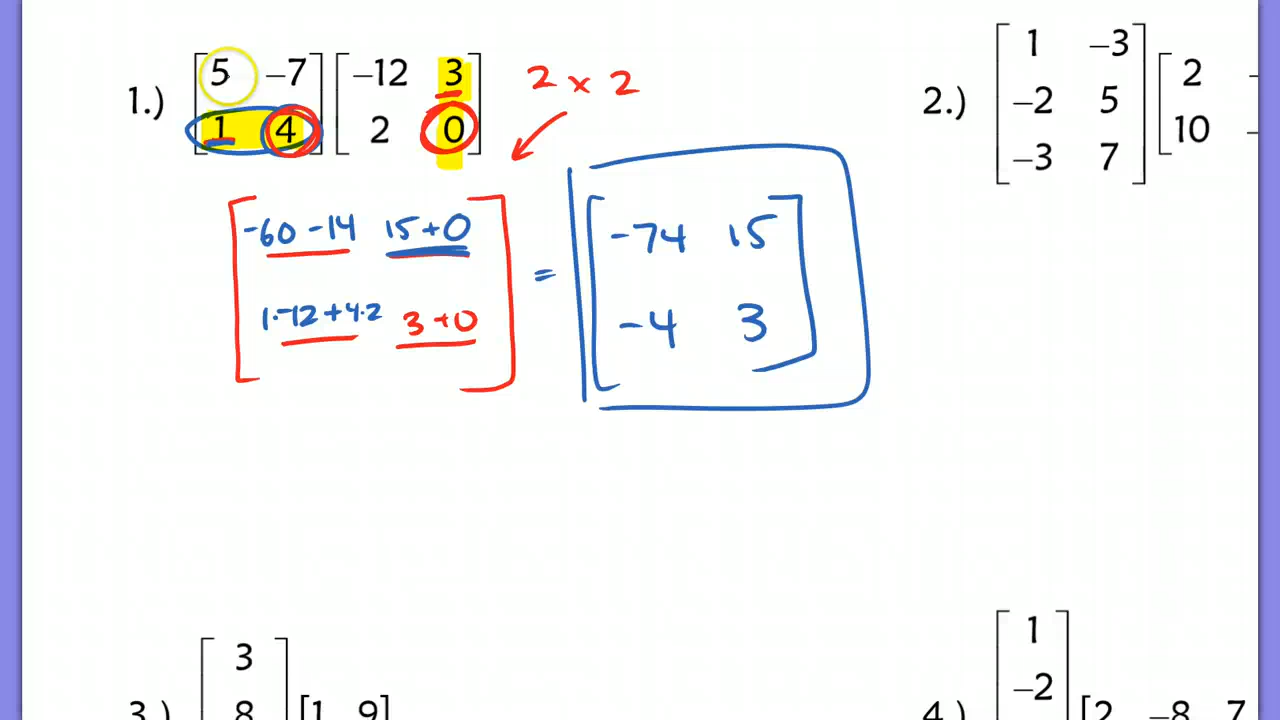 1.) [5 −7] [−12 3] 2 × 2
[1 4] [2 0]
[-60 -14 15+0] = [-74 15]
[1·-12+4·2 3+0] [-4 3]
2.) [1 −3] [2 −
[−2 5] [10 −
[−3 7]
3.) [3] [1 9]
[8]
4.) [1] [2 −8 7
[−2]